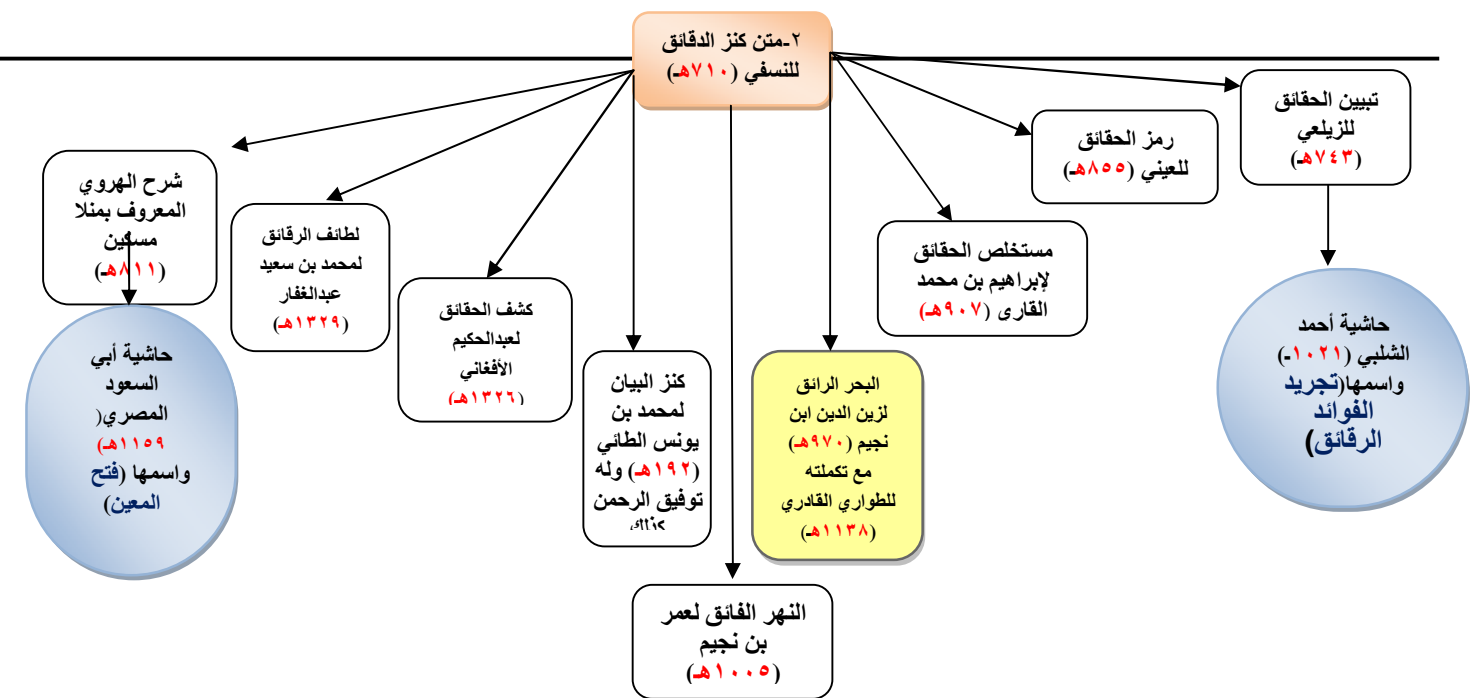 ٢-متن كنز الدقائق
للنسفي (٧١٠هـ)
تبيين الحقائق
للزيلعي
(٧٤٣هـ)
رمز الحقائق
للعيني (٨٥٥هـ)
مستخلص الحقائق
لإبراهيم بن محمد
القارى (٩٠٧هـ)
البحر الرائق
لزين الدين ابن
نجيم (٩٧٠هـ)
مع تكملته
للطواري القادري
(١١٣٨هـ)
النهر الفائق لعمر
بن نجيم
(١٠٠٥هـ)
كنز البيان
لمحمد بن
يونس الطائي
(١٩٢هـ) وله
توفيق الرحمن
كذلك
كشف الحقائق
لعبدالحكيم
الأفغاني
(١٣٢٦هـ)
لطائف الرقائق
لمحمد بن سعيد
عبدالغفار
(١٣٢٩هـ)
شرح الهروي
المعروف بمنلا
مسكين
(٨١١هـ)
حاشية أحمد
الشلبي (١٠٢١ـ)
واسمها(تجريد
الفوائد
الرقائق)
حاشية أبي
السعود
المصري(
١١٥٩هـ)
واسمها (فتح
المعين)